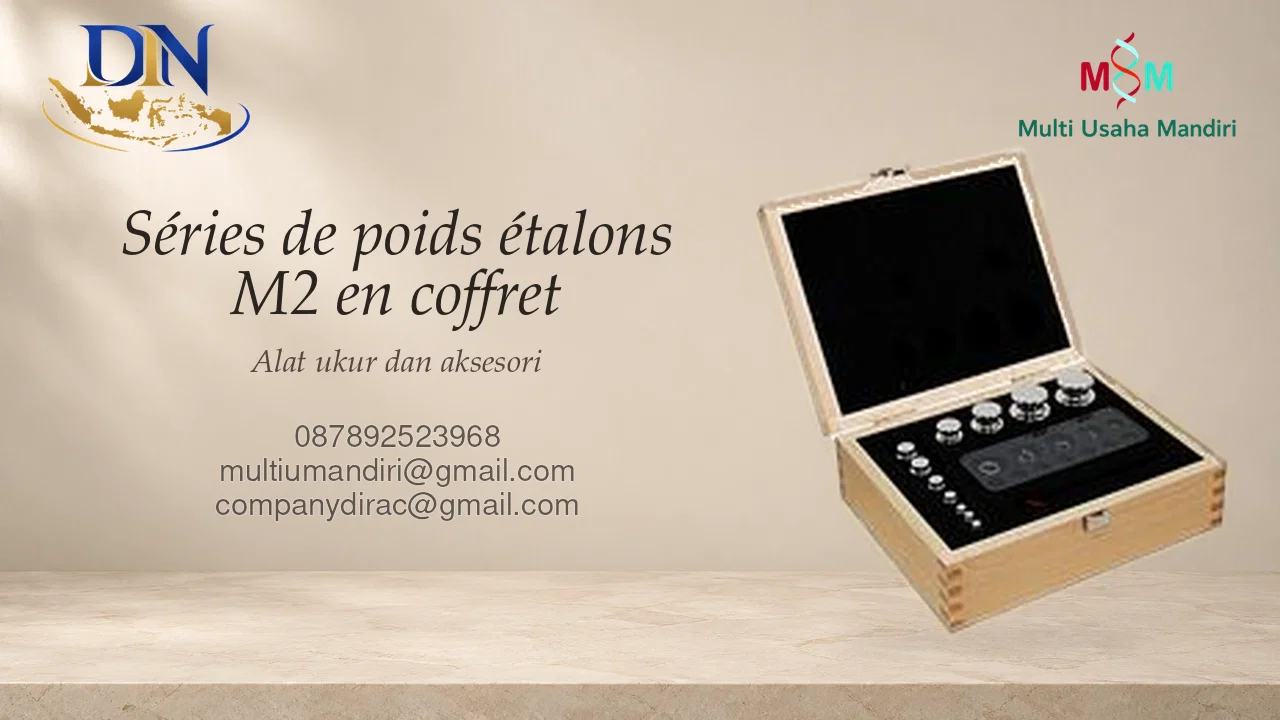 DN
M M
Multi Usaha Mandiri
Séries de poids étalons
M2 en coffret
Alat ukur dan aksesori
087892523968
multiumandiri@gmail.com
companydirac@gmail.com